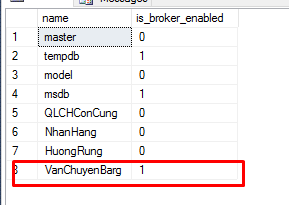 Messages
name is_broker_enabled
1 master 0
2 tempdb 1
3 model 0
4 msdb 1
5 QLCHConCung 0
6 NhanHang 0
7 HuongRung 0
8 VanChuyenBarg 1